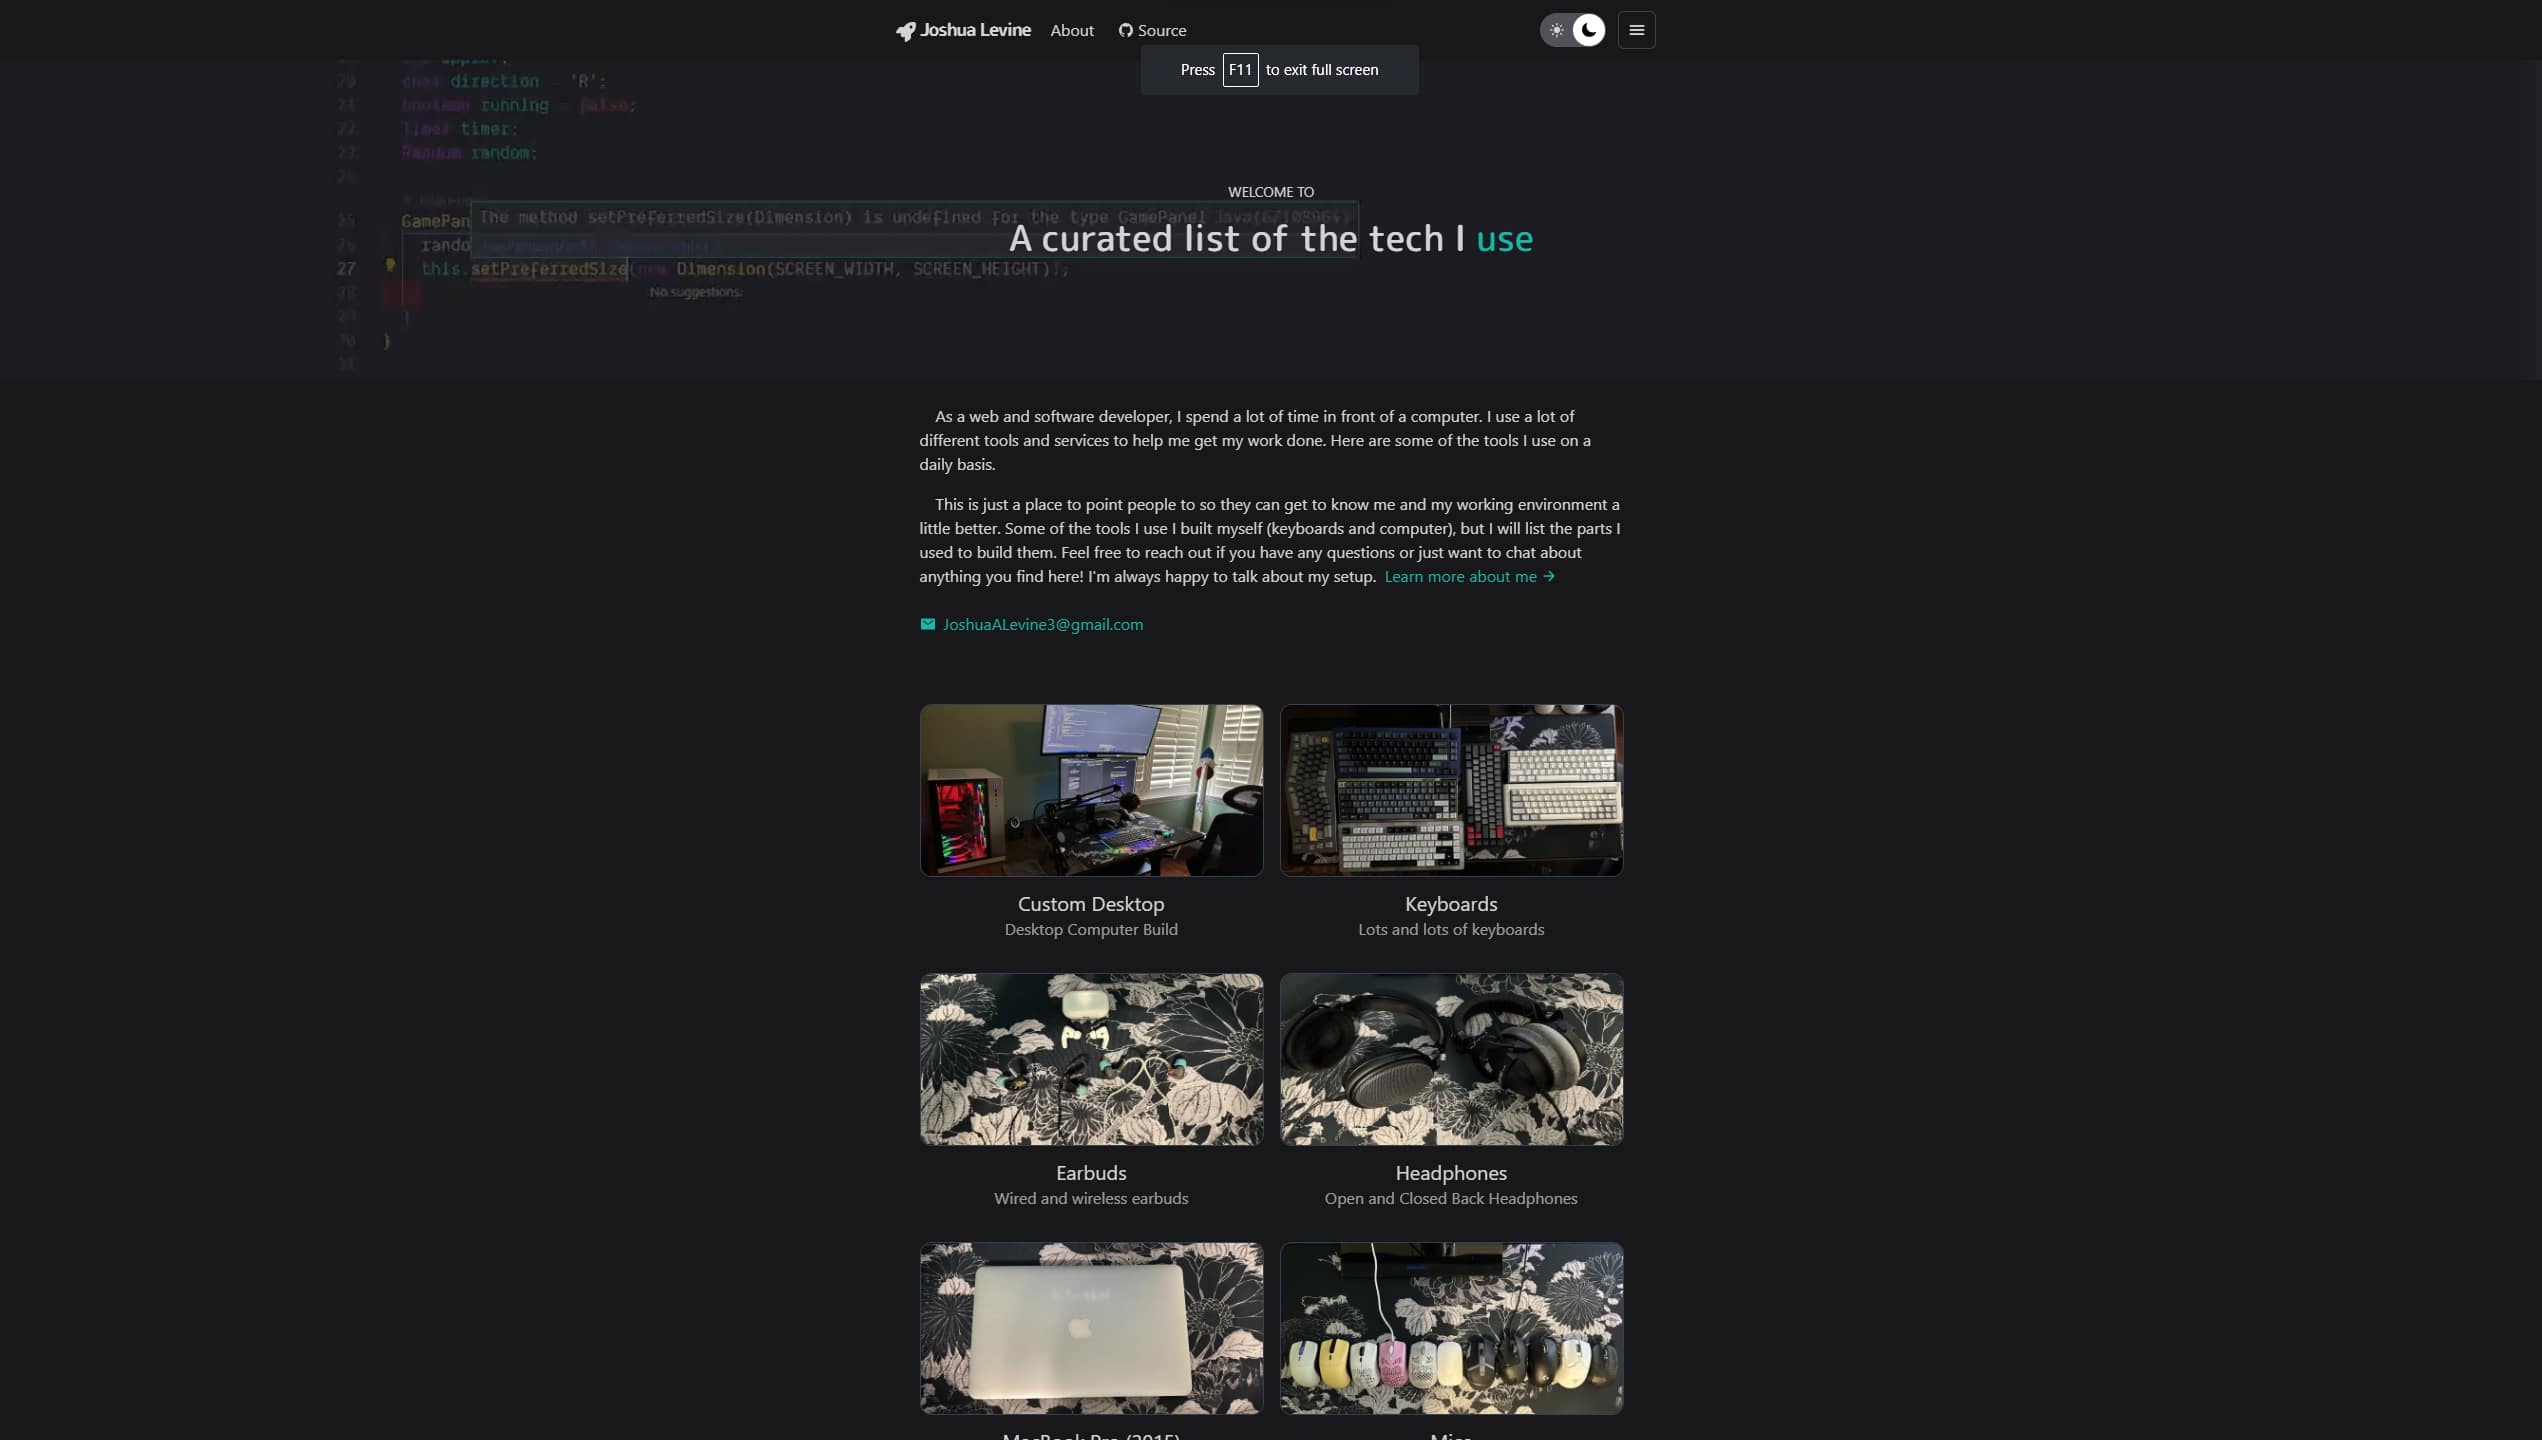 Joshua Levine About Source
Press F11 to exit full screen
char direction = 'R';
boolean running = false;
Timer timer;
Random random;
WELCOME TO
The method setPreferredSize(Dimension) is undefined for the type GamePanel
A curated list of the tech I use
27 this.setPreferredSize(new Dimension(SCREEN_WIDTH, SCREEN_HEIGHT));
No suggestions.
}
As a web and software developer, I spend a lot of time in front of a computer. I use a lot of
different tools and services to help me get my work done. Here are some of the tools I use on a
daily basis.
This is just a place to point people to so they can get to know me and my working environment a
little better. Some of the tools I use I built myself (keyboards and computer), but I will list the parts I
used to build them. Feel free to reach out if you have any questions or just want to chat about
anything you find here! I'm always happy to talk about my setup. Learn more about me →
JoshuaALevine3@gmail.com
Custom Desktop
Desktop Computer Build
Keyboards
Lots and lots of keyboards
Earbuds
Wired and wireless earbuds
Headphones
Open and Closed Back Headphones
MacBook Pro (2015)
Mice